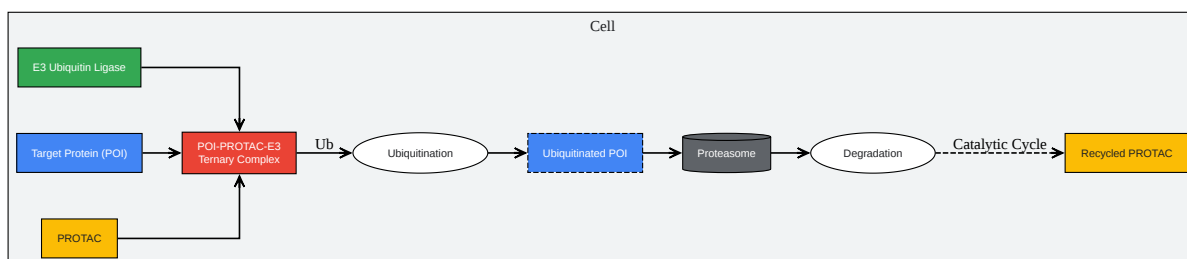 Cell
E3 Ubiquitin Ligase
Target Protein (POI)
PROTAC
POI-PROTAC-E3
Ternary Complex
Ub
Ubiquitination
Ubiquitinated POI
Proteasome
Degradation
Catalytic Cycle
Recycled PROTAC